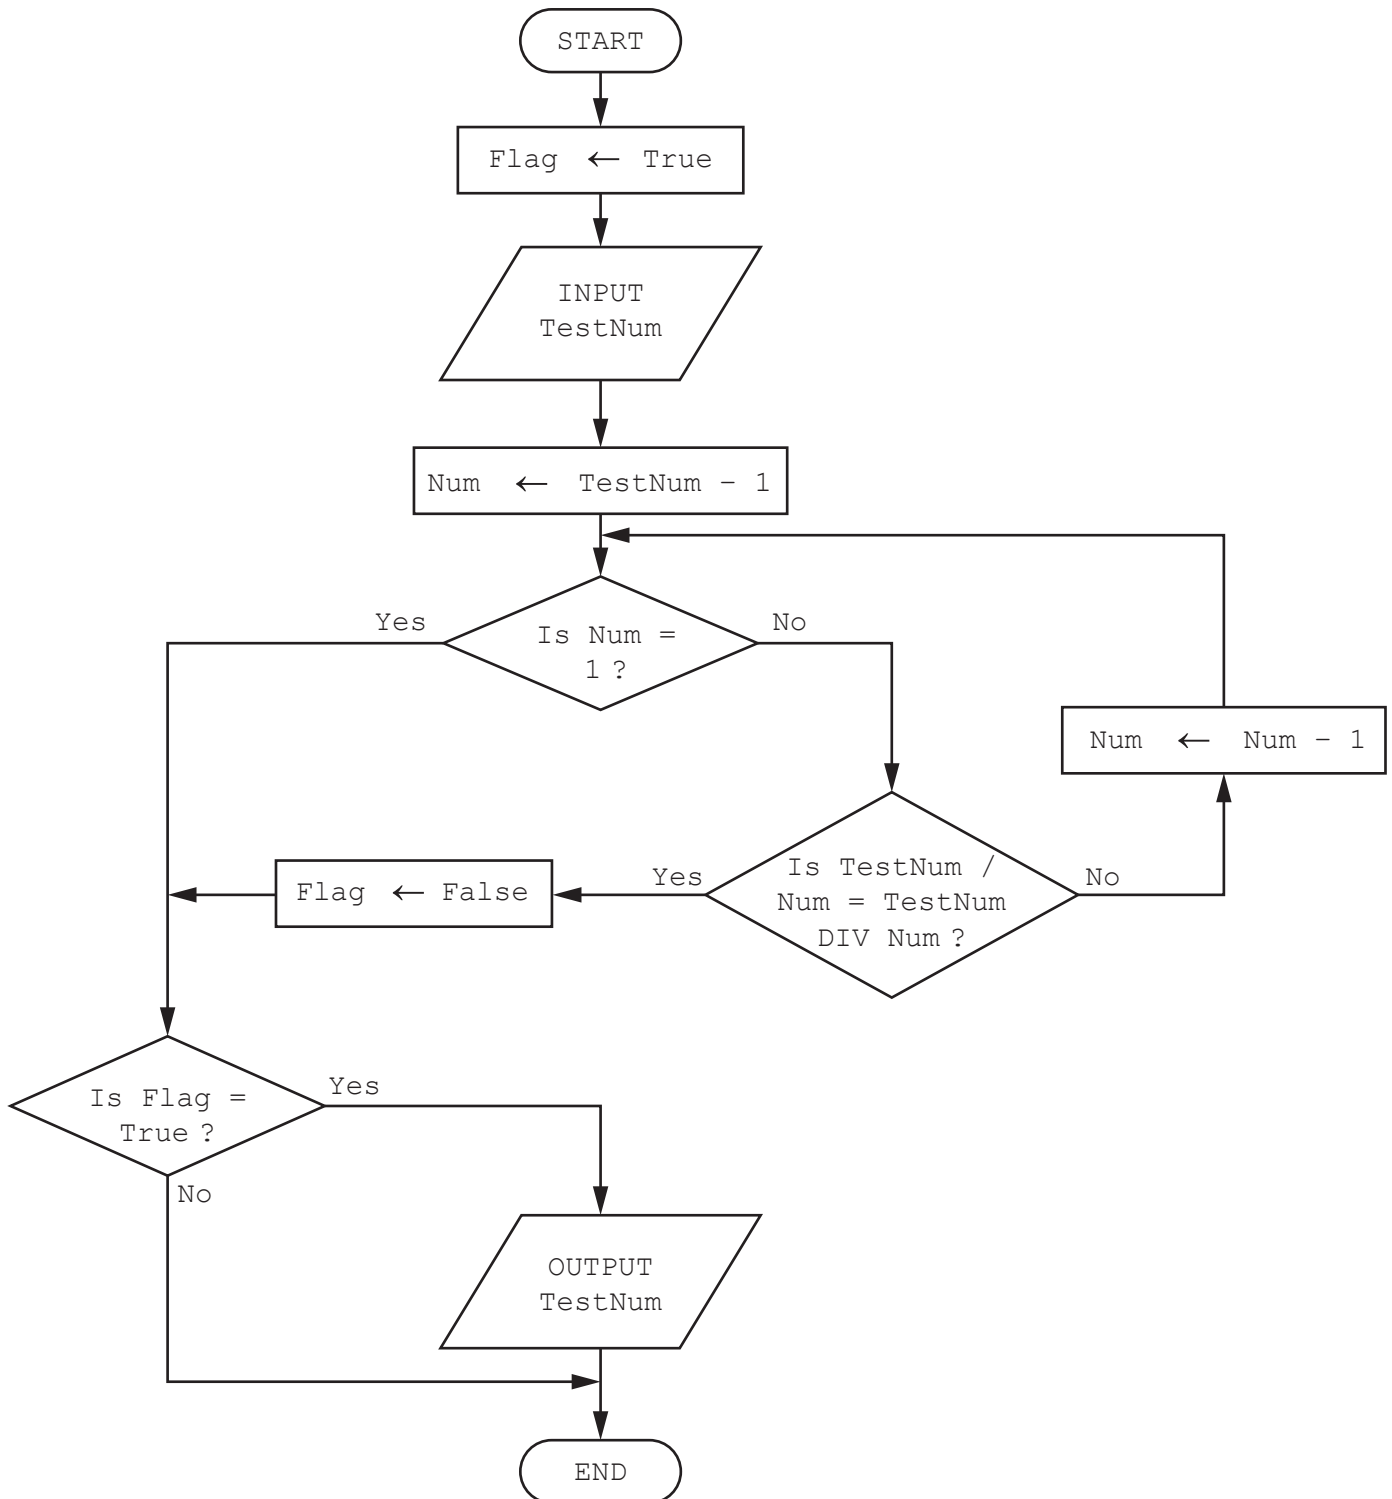 START
Flag ← True
INPUT
TestNum
Num ← TestNum – 1
Yes
No
Is Num =
1 ?
Num ← Num – 1
Is TestNum /
Num = TestNum
DIV Num ?
Yes
No
Flag ← False
Is Flag =
True ?
Yes
No
OUTPUT
TestNum
END